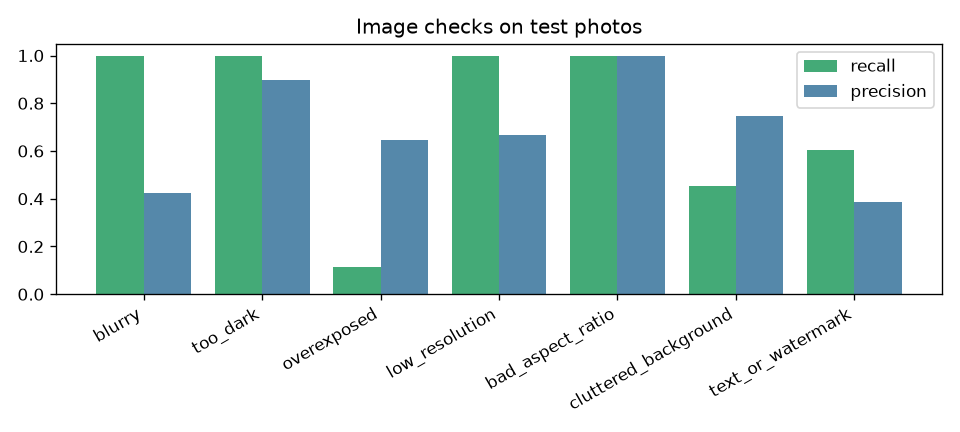 Image checks on test photos
1.0
0.8
0.6
0.4
0.2
0.0
recall
precision
blurry
too_dark
overexposed
low_resolution
bad_aspect_ratio
cluttered_background
text_or_watermark